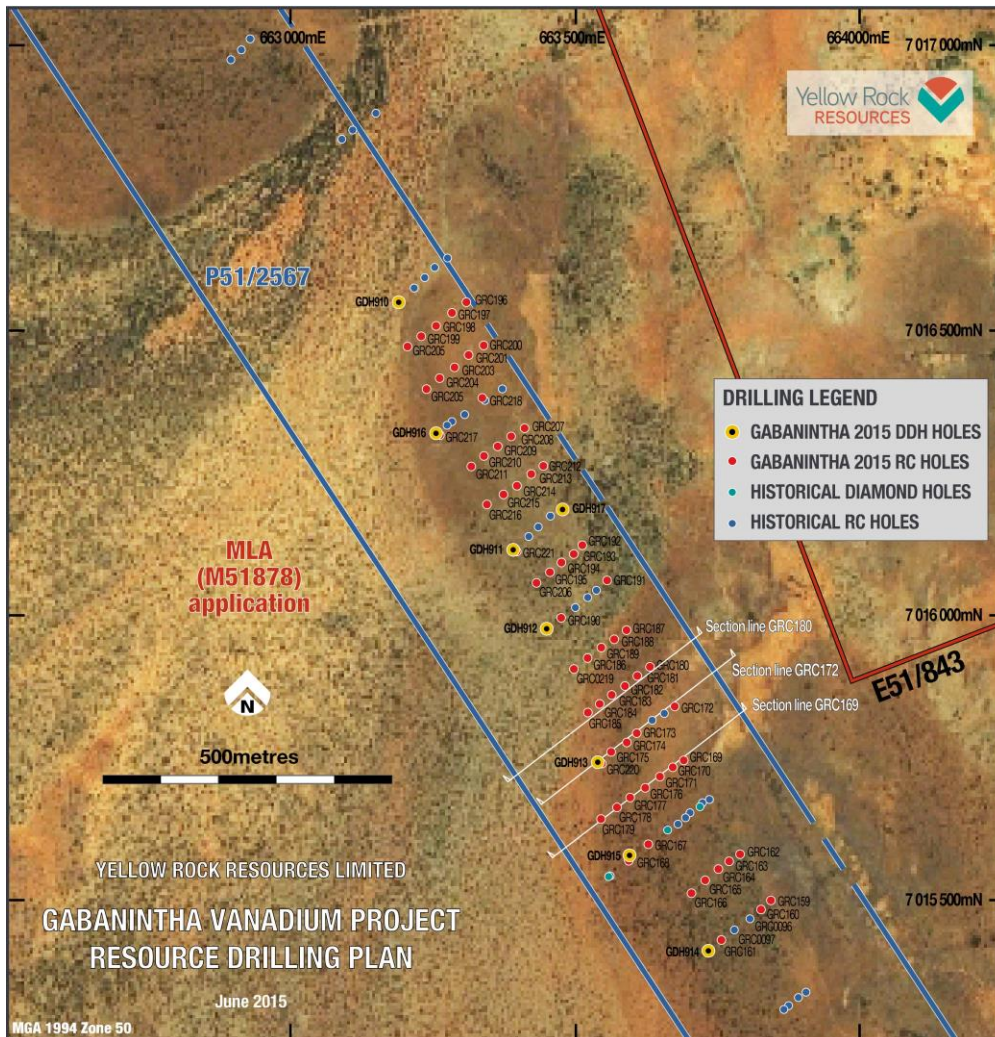 663 000mE
663 500mE
664 000mE
7 017 000mN
Yellow Rock
RESOURCES
P51/2567
GDH910
GRC196
GRC197
GRC198
GRC199
GRC205
7 016 500mN
GRC200
GRC201
GRC203
GRC204
GRC205
GRC218
DRILLING LEGEND
GABANINTHA 2015 DDH HOLES
GABANINTHA 2015 RC HOLES
HISTORICAL DIAMOND HOLES
HISTORICAL RC HOLES
GDH916
GRC217
GRC207
GRC208
GRC209
GRC210
GRC211
GRC212
GRC213
GRC214
GRC215
GRC216
GDH917
GDH911
GRC221
GRC192
GRC193
GRC194
GRC195
GRC206
MLA
(M51878)
application
GRC191
GRC190
GDH912
7 016 000mN
GRC187
GRC188
GRC189
GRC186
GRC0219
Section line GRC180
GRC180
GRC181
GRC182
GRC183
GRC184
GRC185
Section line GRC172
E51/843
N
GRC172
GRC173
GRC174
GRC175
GRC220
GDH913
Section line GRC169
500metres
GRC169
GRC170
GRC171
GRC176
GRC177
GRC178
GRC179
GRC167
GDH915
GRC168
GRC162
GRC163
GRC164
GRC165
GRC166
YELLOW ROCK RESOURCES LIMITED
GABANINTHA VANADIUM PROJECT
RESOURCE DRILLING PLAN
7 015 500mN
GRC159
GRC160
GRG0096
GRC0097
GDH914
GRC161
June 2015
MGA 1994 Zone 50